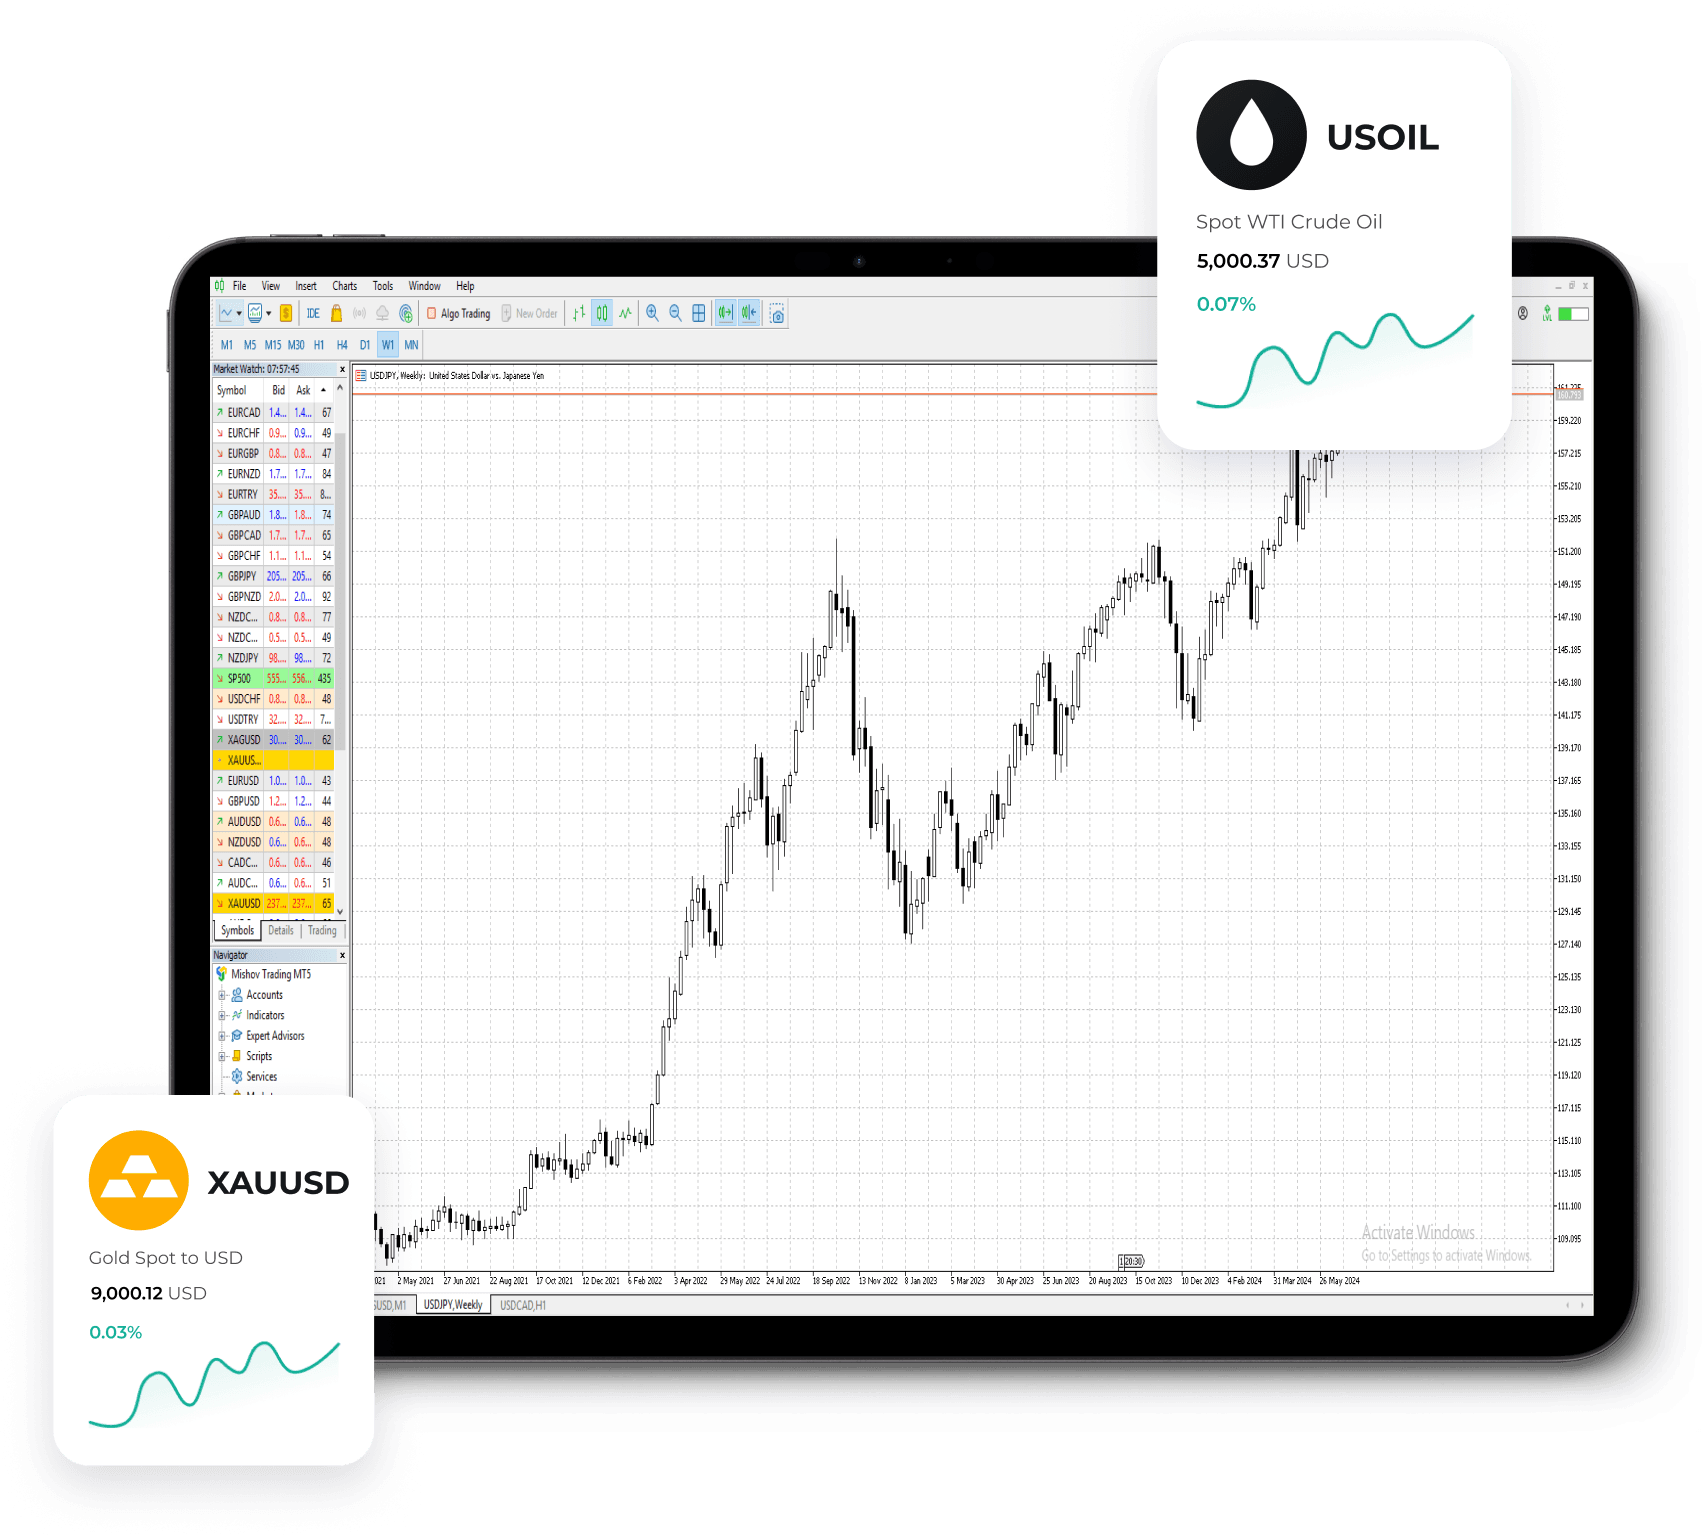 USOIL
Spot WTI Crude Oil
5,000.37 USD
0.07%
File View Insert Charts Tools Window Help
IDE Algo Trading New Order LVL
M1 M5 M15 M30 H1 H4 D1 W1 MN
Market Watch: 07:57:45
Symbol Bid Ask
EURCAD 1.4... 1.4... 67
EURCHF 0.9... 0.9... 49
EURGBP 0.8... 0.8... 47
EURNZD 1.7... 1.7... 84
EURTRY 35.... 35.... 8...
GBPAUD 1.8... 1.8... 74
GBPCAD 1.7... 1.7... 65
GBPCHF 1.1... 1.1... 54
GBPJPY 205... 205... 66
GBPNZD 2.0... 2.0... 92
NZDC... 0.8... 0.8... 77
NZDC... 0.5... 0.5... 49
NZDJPY 98.... 98.... 72
SP500 555... 556... 435
USDCHF 0.8... 0.8... 48
USDTRY 32.... 32.... 7...
XAGUSD 30.... 30.... 62
XAUUS...
EURUSD 1.0... 1.0... 43
GBPUSD 1.2... 1.2... 44
AUDUSD 0.6... 0.6... 48
NZDUSD 0.6... 0.6... 48
CADC... 0.6... 0.6... 46
AUDC... 0.6... 0.6... 51
XAUUSD 237... 237... 65
Symbols Details Trading
Navigator
Mishov Trading MT5
Accounts
Indicators
Expert Advisors
Scripts
Services
USDJPY, Weekly: United States Dollar vs. Japanese Yen
161.225
160.793
159.220
157.215
155.210
153.205
151.200
149.195
147.190
145.185
143.180
141.175
139.170
137.165
135.160
133.155
131.150
129.145
127.140
125.135
123.130
121.125
119.120
117.115
115.110
113.105
111.100
109.095
Activate Windows
Go to Settings to activate Windows.
20:30
2021 2 May 2021 27 Jun 2021 22 Aug 2021 17 Oct 2021 12 Dec 2021 6 Feb 2022 3 Apr 2022 29 May 2022 24 Jul 2022 18 Sep 2022 13 Nov 2022 8 Jan 2023 5 Mar 2023 30 Apr 2023 25 Jun 2023 20 Aug 2023 15 Oct 2023 10 Dec 2023 4 Feb 2024 31 Mar 2024 26 May 2024
USDJPY,Weekly USDCAD,H1
XAUUSD
Gold Spot to USD
9,000.12 USD
0.03%